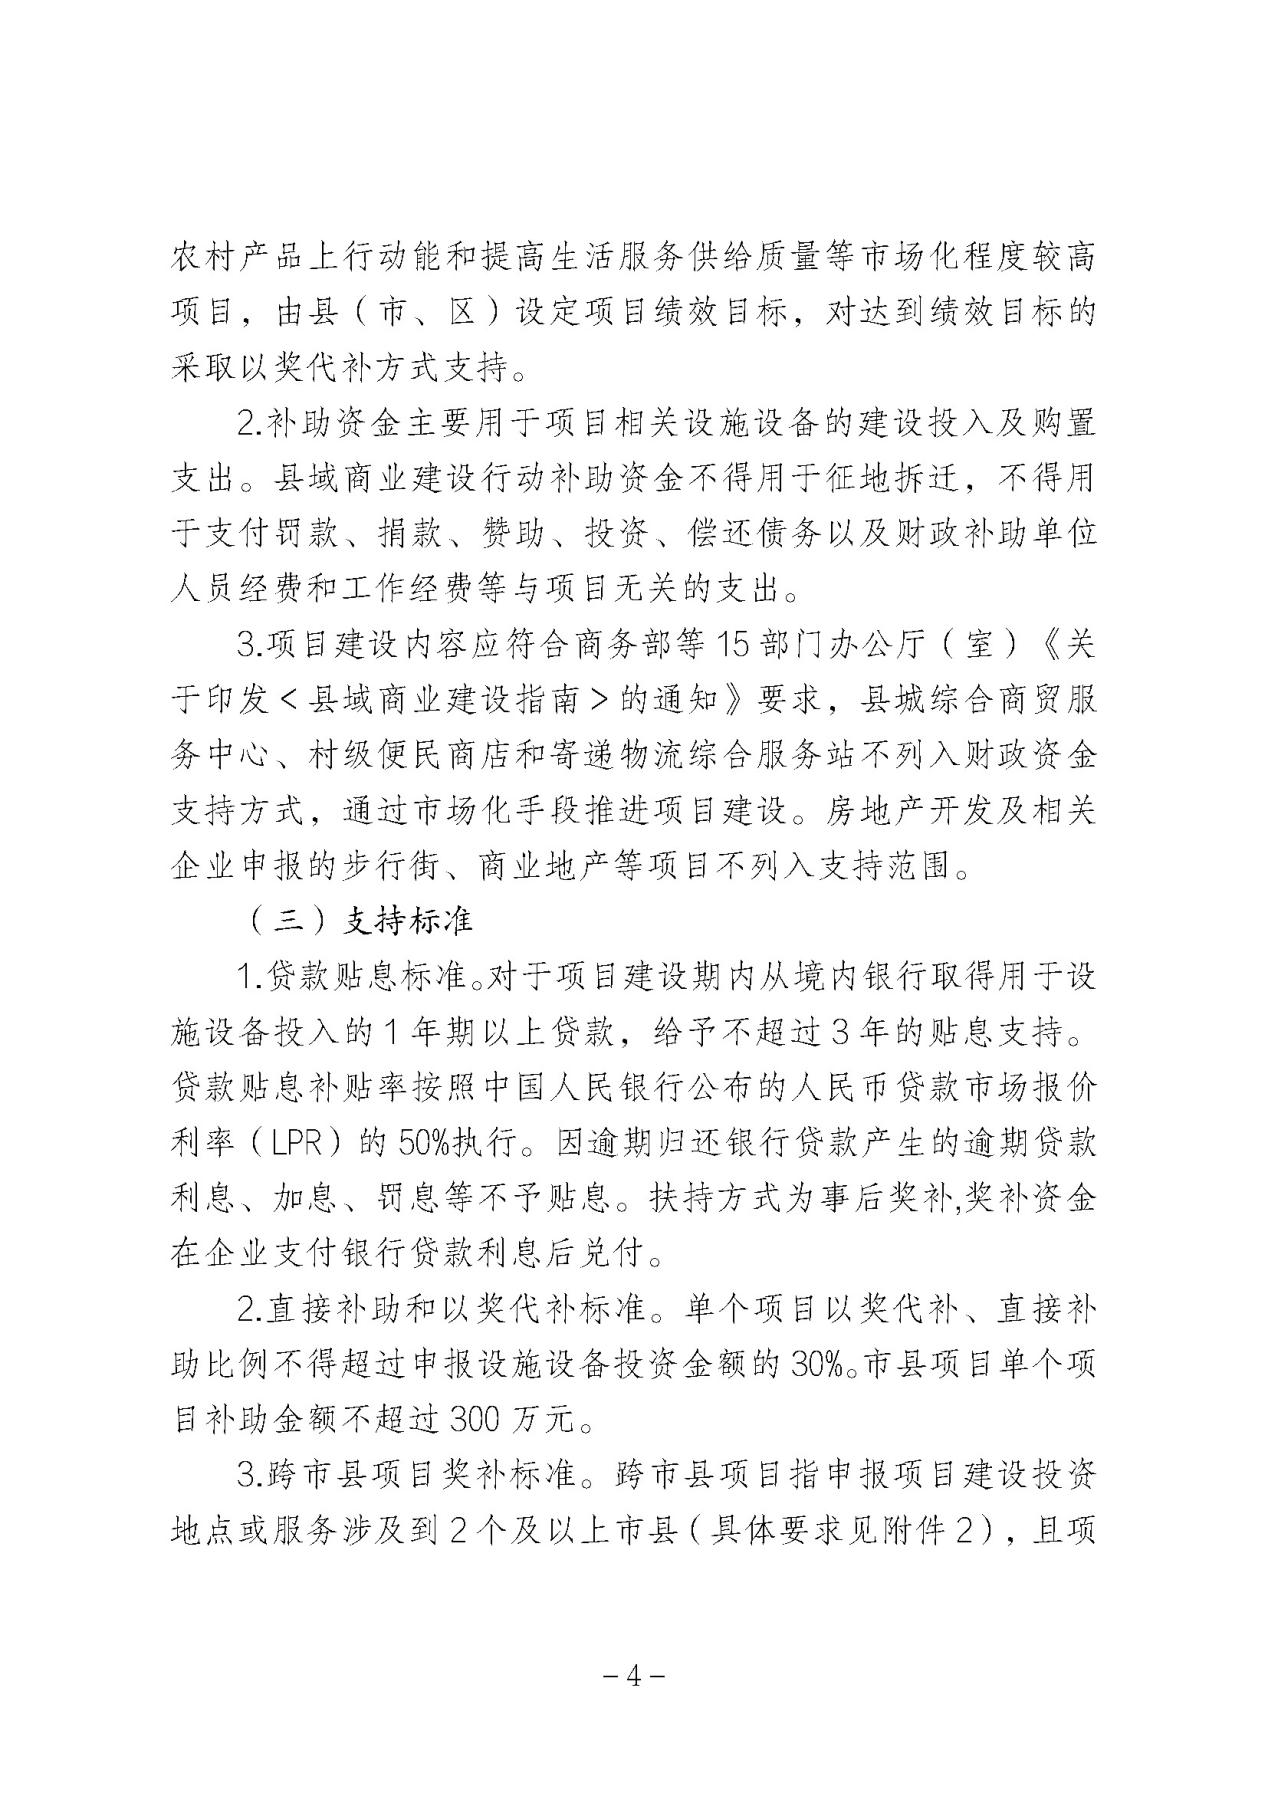 农村产品上行动能和提高生活服务供给质量等市场化程度较高
项目，由县（市、区）设定项目绩效目标，对达到绩效目标的
采取以奖代补方式支持。
2.补助资金主要用于项目相关设施设备的建设投入及购置
支出。县域商业建设行动补助资金不得用于征地拆迁，不得用
于支付罚款、捐款、赞助、投资、偿还债务以及财政补助单位
人员经费和工作经费等与项目无关的支出。
3.项目建设内容应符合商务部等 15 部门办公厅（室）《关
于印发＜县域商业建设指南＞的通知》要求，县城综合商贸服
务中心、村级便民商店和寄递物流综合服务站不列入财政资金
支持方式，通过市场化手段推进项目建设。房地产开发及相关
企业申报的步行街、商业地产等项目不列入支持范围。
（三）支持标准
1.贷款贴息标准。对于项目建设期内从境内银行取得用于设
施设备投入的 1 年期以上贷款，给予不超过 3 年的贴息支持。
贷款贴息补贴率按照中国人民银行公布的人民币贷款市场报价
利率（LPR）的 50%执行。因逾期归还银行贷款产生的逾期贷款
利息、加息、罚息等不予贴息。扶持方式为事后奖补,奖补资金
在企业支付银行贷款利息后兑付。
2.直接补助和以奖代补标准。单个项目以奖代补、直接补
助比例不得超过申报设施设备投资金额的 30%。市县项目单个项
目补助金额不超过 300 万元。
3.跨市县项目奖补标准。跨市县项目指申报项目建设投资
地点或服务涉及到 2 个及以上市县（具体要求见附件 2），且项
－4－